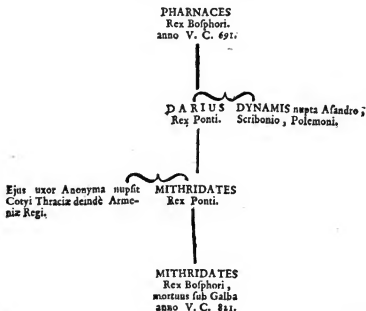 PHARNACES
Rex Boſphori.
anno V. C. 691.
DARIUS
Rex Ponti.
DYNAMIS nupta Aſandro;
Scribonio, Polemoni.
Ejus uxor Anonyma nupſit
Cotyi Thraciæ deindè Arme-
niæ Regi.
MITHRIDATES
Rex Ponti.
MITHRIDATES
Rex Boſphori,
mortuus ſub Galba
anno V. C. 821.